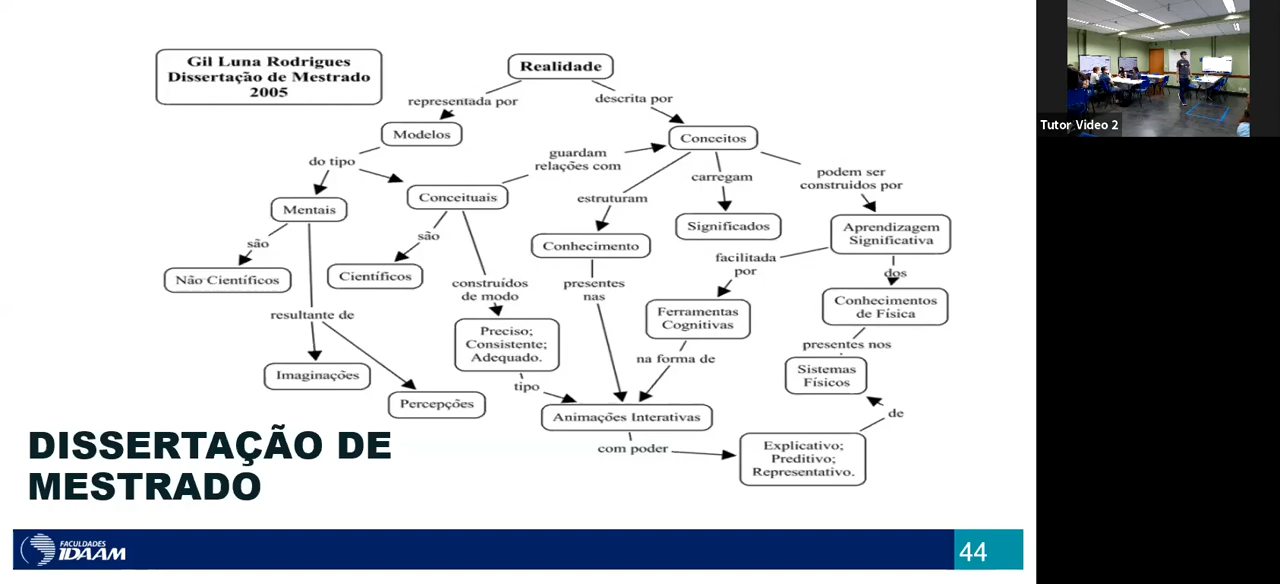 Gil Luna Rodrigues
Dissertação de Mestrado
2005
Realidade
representada por
descrita por
Modelos
Conceitos
do tipo
guardam
relações com
carregam
podem ser
construídos por
Mentais
Conceituais
estruturam
Significados
Aprendizagem
Significativa
são
são
Conhecimento
facilitada
por
dos
Não Científicos
Científicos
construídos
de modo
presentes
nas
Ferramentas
Cognitivas
Conhecimentos
de Física
resultante de
Preciso;
Consistente;
Adequado.
na forma de
presentes nos
Imaginações
Sistemas
Físicos
tipo
Percepções
Animações Interativas
de
com poder
Explicativo;
Preditivo;
Representativo.
DISSERTAÇÃO DE
MESTRADO
FACULDADES
IDAAM
44
Tutor Video 2